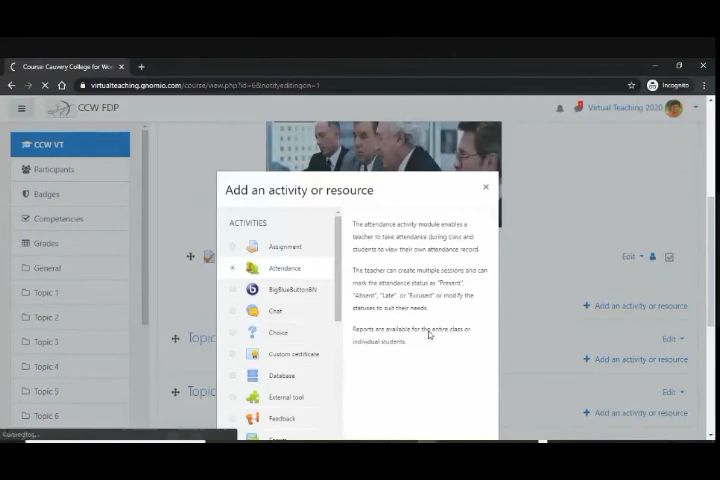 Course: Cauvery College for Wor
virtualteaching.gnomio.com/course/view.php?id=6&notifyeditingon=1
Incognito
CCW FDP
Virtual Teaching 2020
CCW VT
Participants
Badges
Competencies
Grades
General
Topic 1
Topic 2
Topic 3
Topic 4
Topic 5
Topic 6
Add an activity or resource
ACTIVITIES
Assignment
Attendance
BigBlueButtonBN
Chat
Choice
Custom certificate
Database
External tool
Feedback
The attendance activity module enables a
teacher to take attendance during class and
students to view their own attendance record.
The teacher can create multiple sessions and can
mark the attendance status as "Present",
"Absent", "Late", or "Excused" or modify the
statuses to suit their needs.
Reports are available for the entire class or
individual students.
Edit
Add an activity or resource
Topic
Edit
Add an activity or resource
Topic
Edit
Add an activity or resource
Connecting...